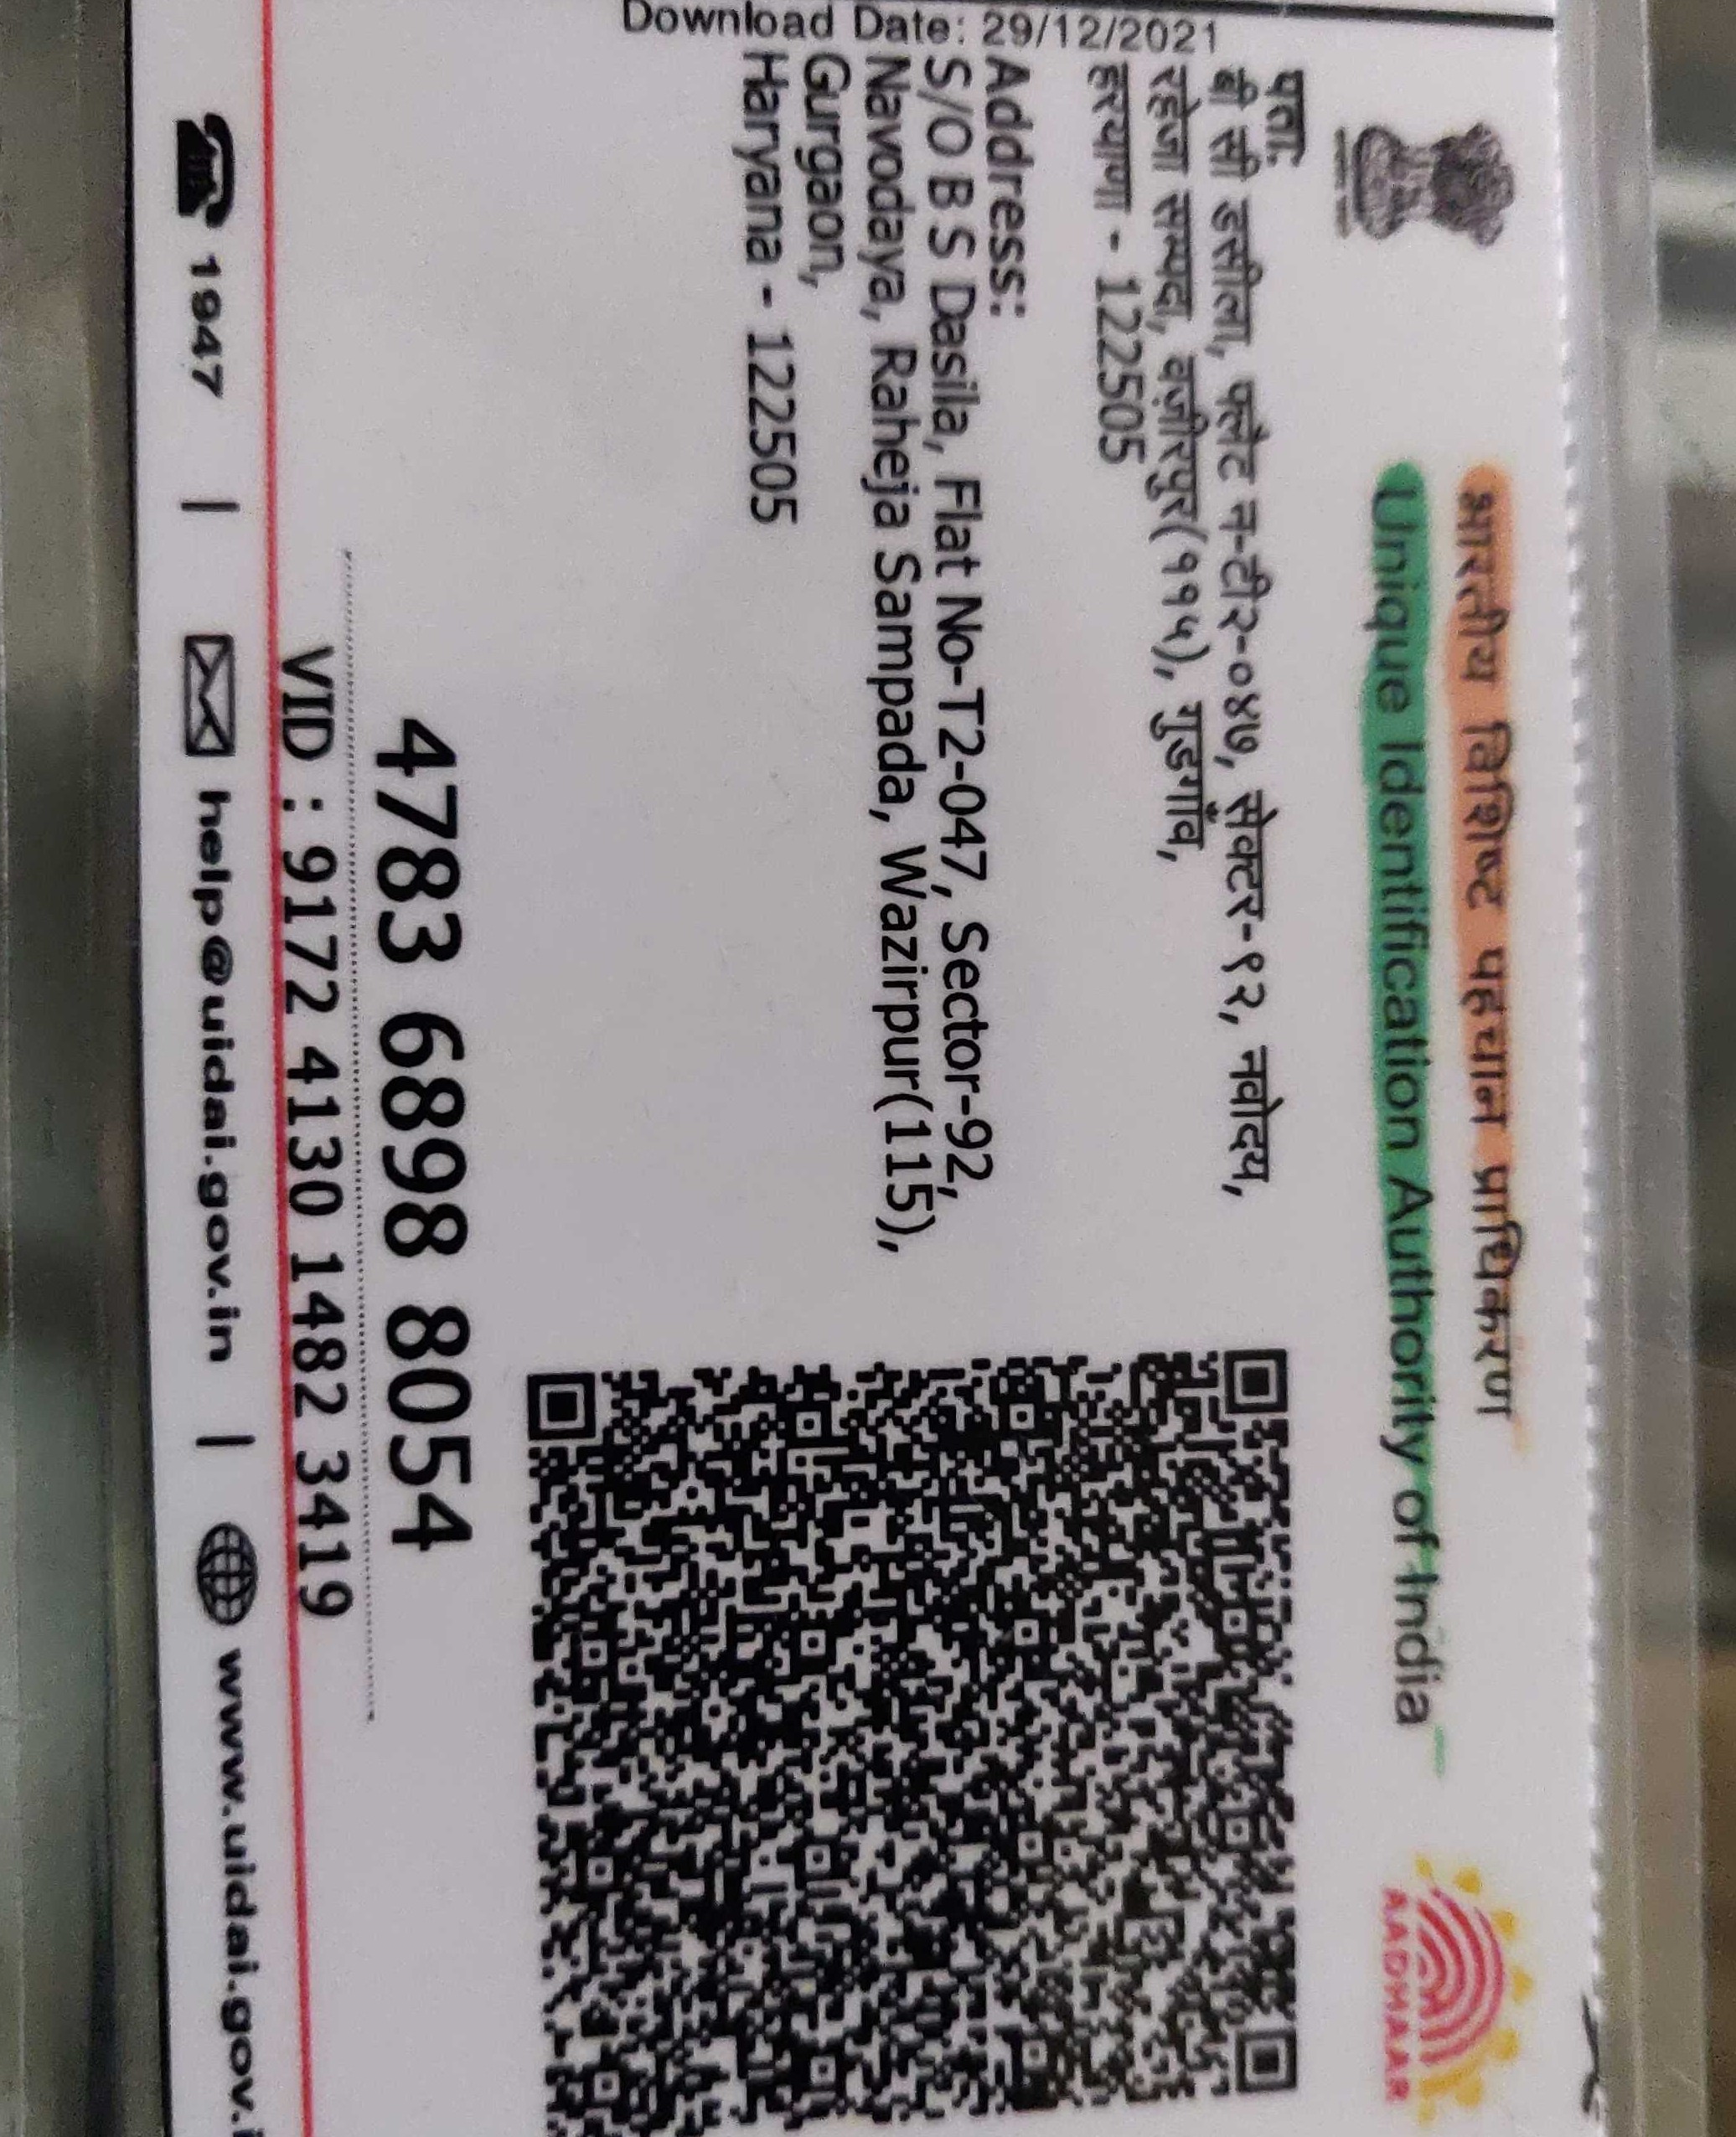 भारतीय विशिष्ट पहचान प्राधिकरण
Unique Identification Authority of India
AADHAAR
पता:
बी सी डसीला, फ्लैट न-टी२-०४७, सेक्टर-९२, नवोदय,
रहेजा सम्पदा, वज़ीरपुर(११५), गुडगाँव,
हरयाणा - 122505
Address:
S/O B S Dasila, Flat No-T2-047, Sector-92,
Navodaya, Raheja Sampada, Wazirpur(115),
Gurgaon,
Haryana - 122505
Download Date: 29/12/2021
4783 6898 8054
VID : 9172 4130 1482 3419
1947 | help@uidai.gov.in | www.uidai.gov.i